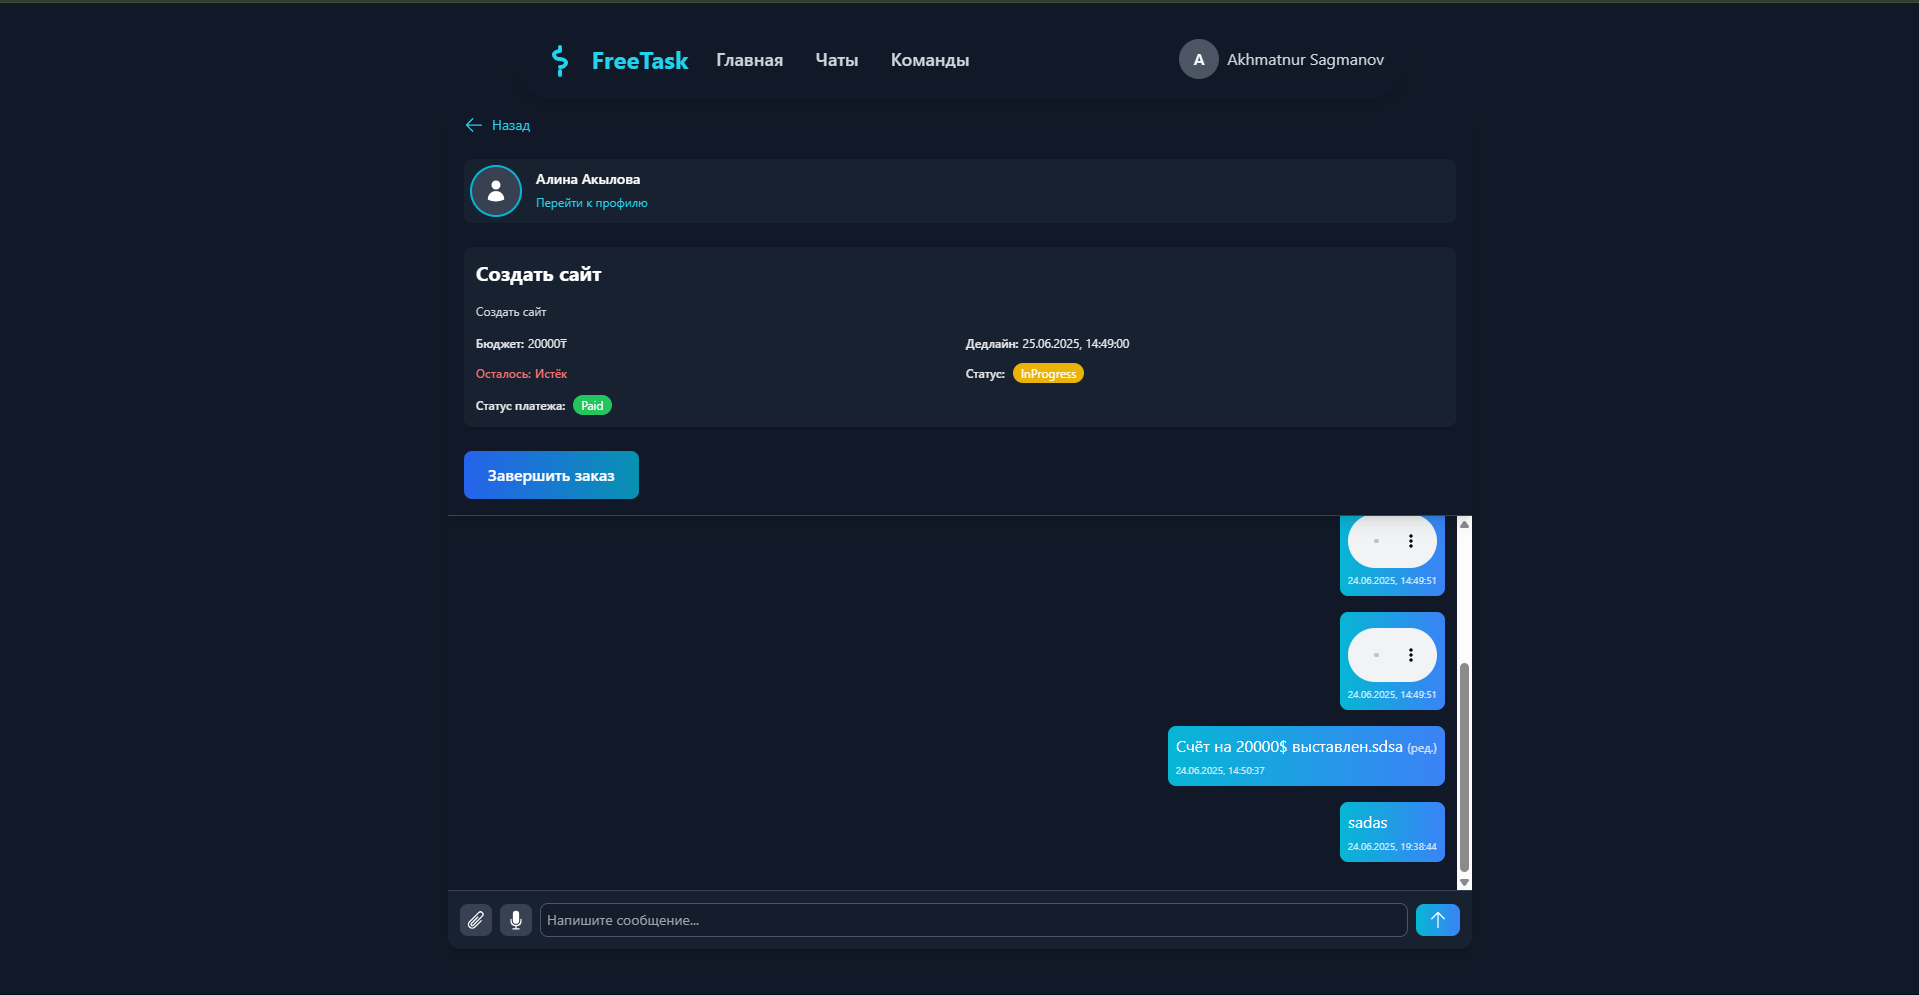 FreeTask Главная Чаты Команды A Akhmatnur Sagmanov
Назад
Алина Акылова
Перейти к профилю
Создать сайт
Создать сайт
Бюджет: 20000₸ Дедлайн: 25.06.2025, 14:49:00
Осталось: Истёк Статус: InProgress
Статус платежа: Paid
Завершить заказ
24.06.2025, 14:49:51
24.06.2025, 14:49:51
Счёт на 20000$ выставлен.sdsa (ред.)
24.06.2025, 14:50:37
sadas
24.06.2025, 19:38:44
Напишите сообщение...